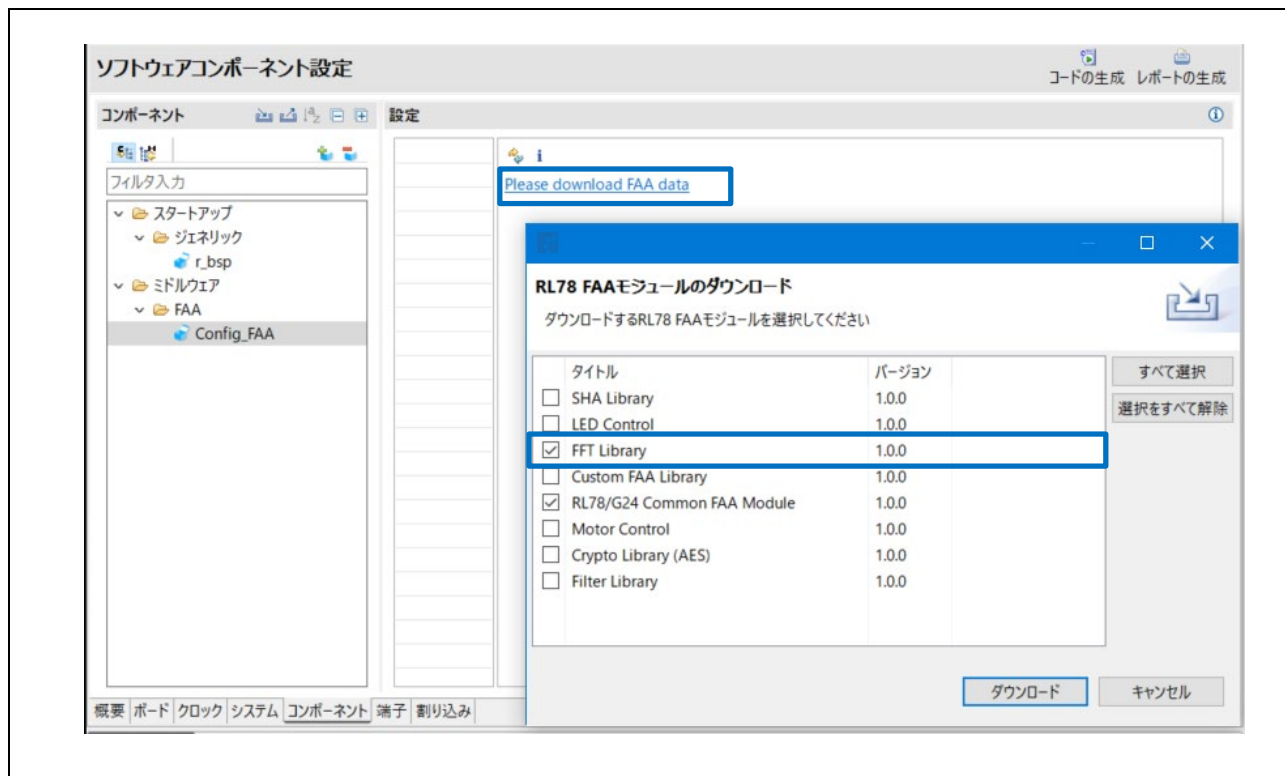 ソフトウェアコンポーネント設定
コードの生成 レポートの生成
コンポーネント
設定
フィルタ入力
スタートアップ
ジェネリック
r_bsp
ミドルウェア
FAA
Config_FAA
Please download FAA data
RL78 FAAモジュールのダウンロード
ダウンロードするRL78 FAAモジュールを選択してください
タイトル バージョン
SHA Library 1.0.0
LED Control 1.0.0
FFT Library 1.0.0
Custom FAA Library 1.0.0
RL78/G24 Common FAA Module 1.0.0
Motor Control 1.0.0
Crypto Library (AES) 1.0.0
Filter Library 1.0.0
すべて選択
選択をすべて解除
ダウンロード キャンセル
概要 ボード クロック システム コンポーネント 端子 割り込み